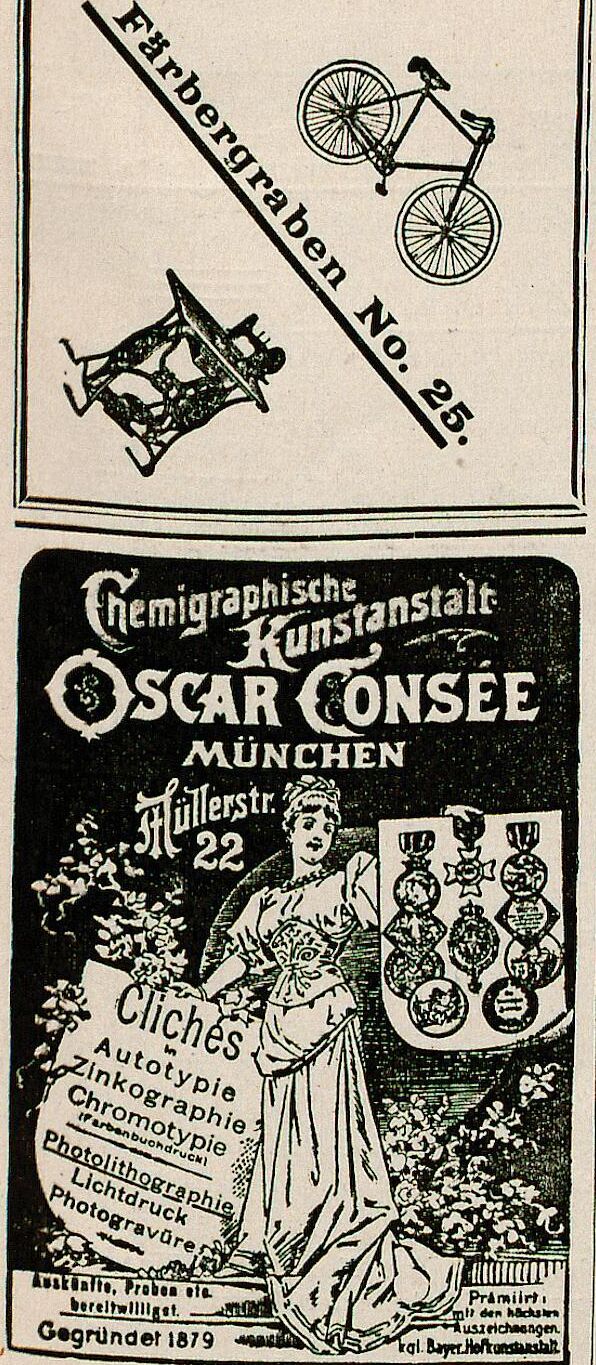 Färbergraben No. 25.
Chemigraphische
Kunstanstalt
OSCAR CONSÉE
MÜNCHEN
Müllerstr.
22
Clichés
in
Autotypie
Zinkographie
Chromotypie
(Farbenbuchdruck)
Photolithographie
Lichtdruck
Photogravüre
Auskünfte, Proben etc.
bereitwilligst.
Gegründet 1879
Prämiirt
mit den höchsten
Auszeichnungen.
kgl. Bayer. Hofkunstanstalt.